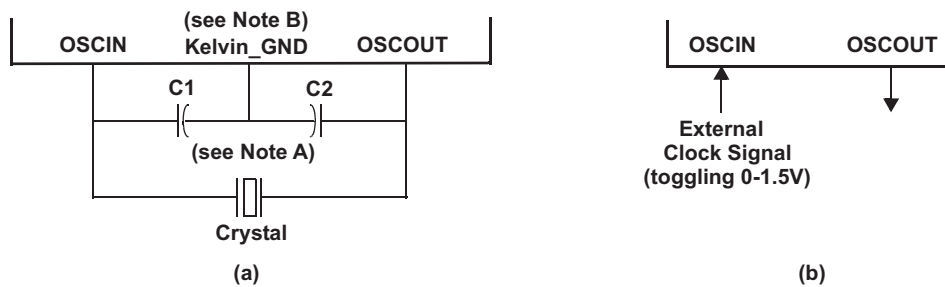 (see Note B)
OSCIN Kelvin_GND OSCOUT
C1 C2
(see Note A)
Crystal
(a)
OSCIN OSCOUT
External
Clock Signal
(toggling 0-1.5V)
(b)